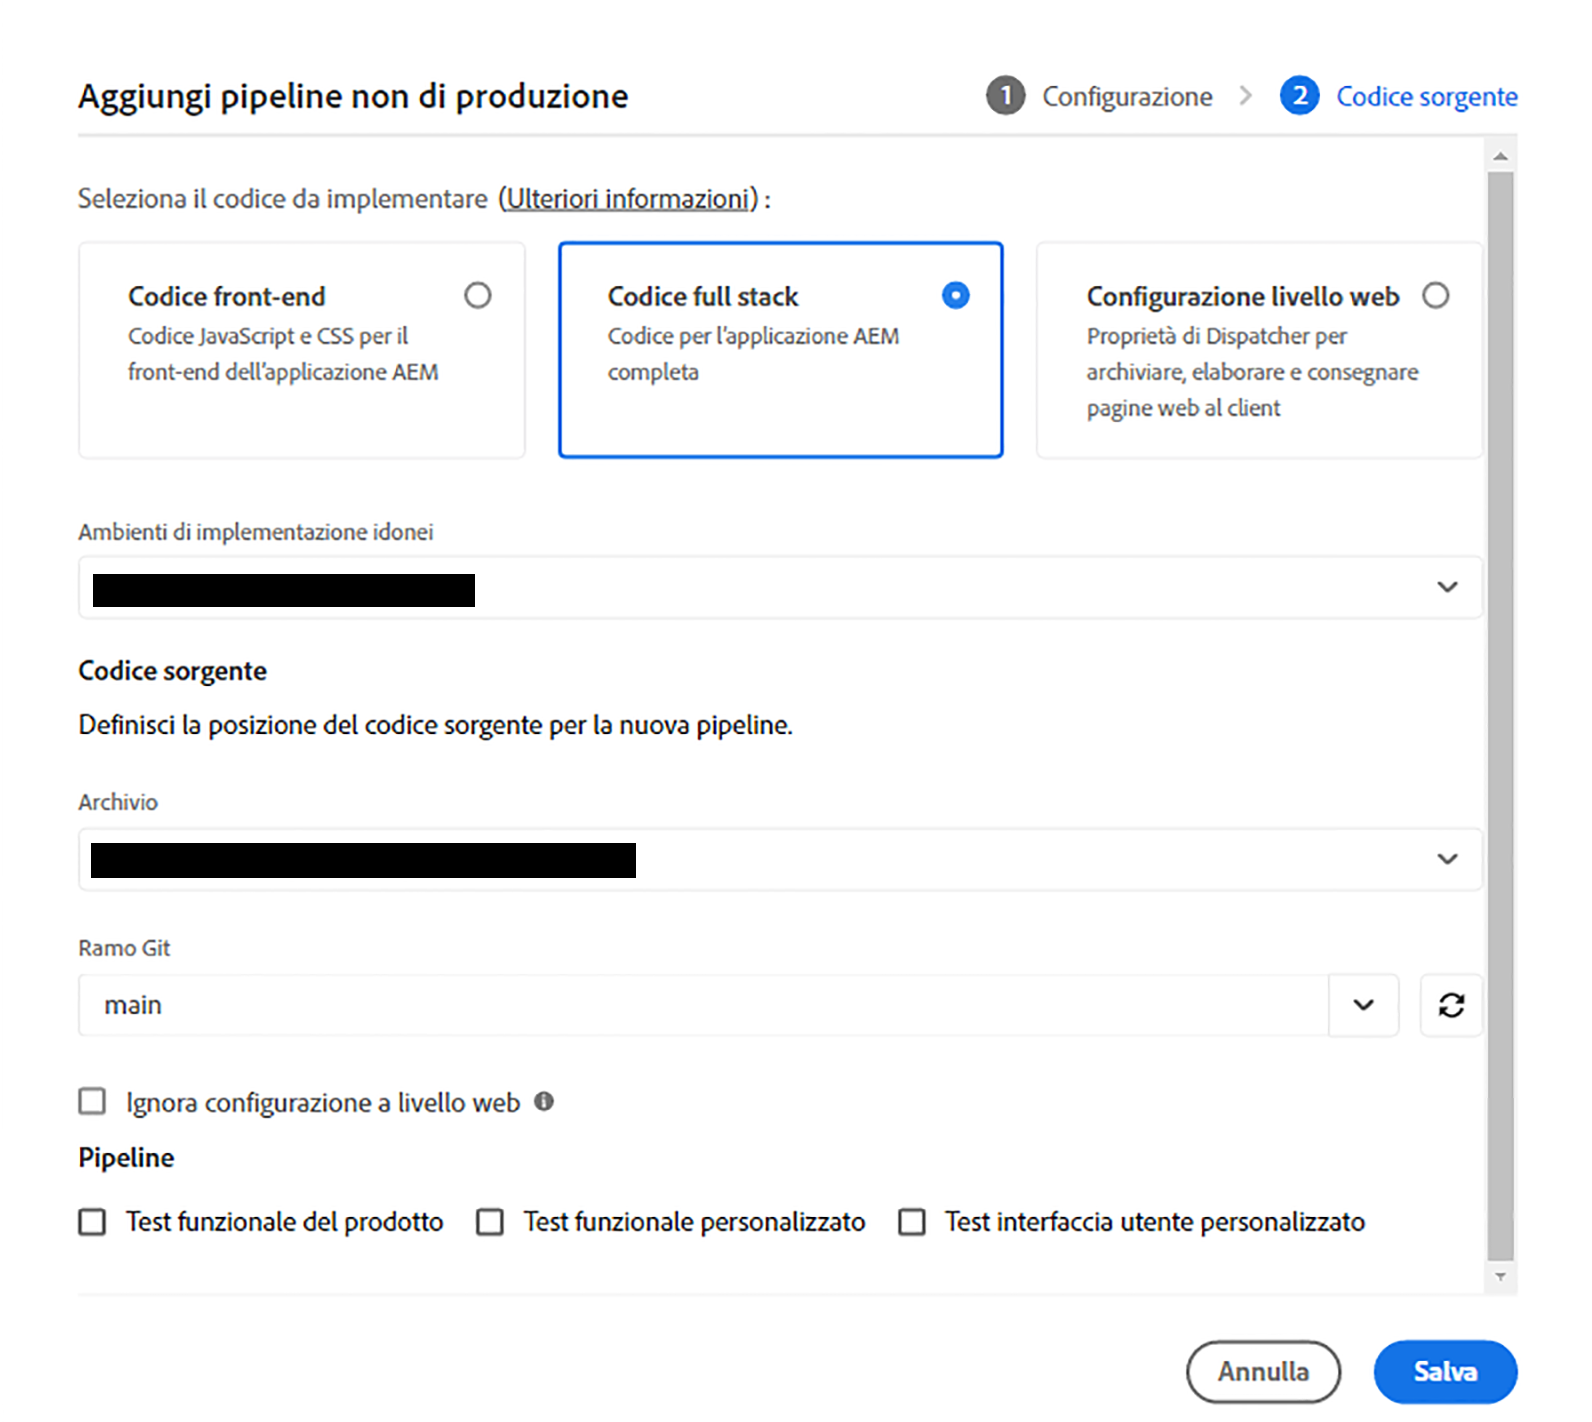 Aggiungi pipeline non di produzione
1 Configurazione > 2 Codice sorgente
Seleziona il codice da implementare (Ulteriori informazioni) :
Codice front-end
Codice JavaScript e CSS per il
front-end dell'applicazione AEM
Codice full stack
Codice per l'applicazione AEM
completa
Configurazione livello web
Proprietà di Dispatcher per
archiviare, elaborare e consegnare
pagine web al client
Ambienti di implementazione idonei
Codice sorgente
Definisci la posizione del codice sorgente per la nuova pipeline.
Archivio
Ramo Git
main
Ignora configurazione a livello web
Pipeline
Test funzionale del prodotto
Test funzionale personalizzato
Test interfaccia utente personalizzato
Annulla
Salva